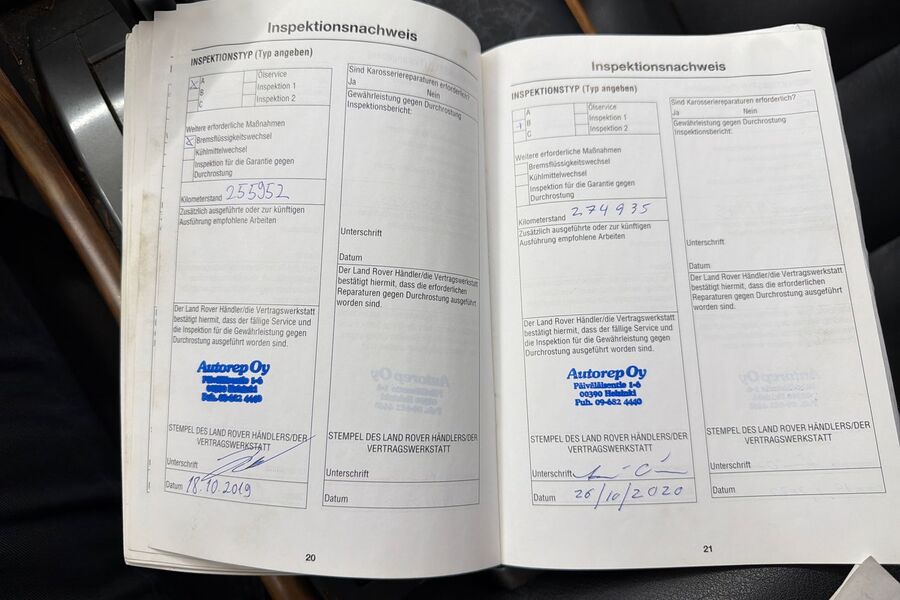 Inspektionsnachweis
INSPEKTIONSTYP (Typ angeben)
x A
B
C
Ölservice
Inspektion 1
Inspektion 2
Weitere erforderliche Maßnahmen
x Bremsflüssigkeitswechsel
Kühlmittelwechsel
Inspektion für die Garantie gegen
Durchrostung
Kilometerstand 255952
Zusätzlich ausgeführte oder zur künftigen
Ausführung empfohlene Arbeiten
Der Land Rover Händler/die Vertragswerkstatt
bestätigt hiermit, dass der fällige Service und
die Inspektion für die Gewährleistung gegen
Durchrostung ausgeführt worden sind.
Autorep Oy
Päiväläisentie 1-6
00390 Helsinki
Puh. 09-682 4440
STEMPEL DES LAND ROVER HÄNDLERS/DER
VERTRAGSWERKSTATT
Unterschrift
Datum 18.10.2019
Sind Karosseriereparaturen erforderlich?
Ja Nein
Gewährleistung gegen Durchrostung
Inspektionsbericht:
Unterschrift
Datum
Der Land Rover Händler/die Vertragswerkstatt
bestätigt hiermit, dass die erforderlichen
Reparaturen gegen Durchrostung ausgeführt
worden sind.
STEMPEL DES LAND ROVER HÄNDLERS/DER
VERTRAGSWERKSTATT
Unterschrift
Datum
20
Inspektionsnachweis
INSPEKTIONSTYP (Typ angeben)
A
+ B
C
Ölservice
Inspektion 1
Inspektion 2
Weitere erforderliche Maßnahmen
Bremsflüssigkeitswechsel
Kühlmittelwechsel
Inspektion für die Garantie gegen
Durchrostung
Kilometerstand 274935
Zusätzlich ausgeführte oder zur künftigen
Ausführung empfohlene Arbeiten
Der Land Rover Händler/die Vertragswerkstatt
bestätigt hiermit, dass der fällige Service und
die Inspektion für die Gewährleistung gegen
Durchrostung ausgeführt worden sind.
Autorep Oy
Päiväläisentie 1-6
00390 Helsinki
Puh. 09-682 4440
STEMPEL DES LAND ROVER HÄNDLERS/DER
VERTRAGSWERKSTATT
Unterschrift
Datum 26/10/2020
Sind Karosseriereparaturen erforderlich?
Ja Nein
Gewährleistung gegen Durchrostung
Inspektionsbericht:
Unterschrift
Datum
Der Land Rover Händler/die Vertragswerkstatt
bestätigt hiermit, dass die erforderlichen
Reparaturen gegen Durchrostung ausgeführt
worden sind.
STEMPEL DES LAND ROVER HÄNDLERS/DER
VERTRAGSWERKSTATT
Unterschrift
Datum
21